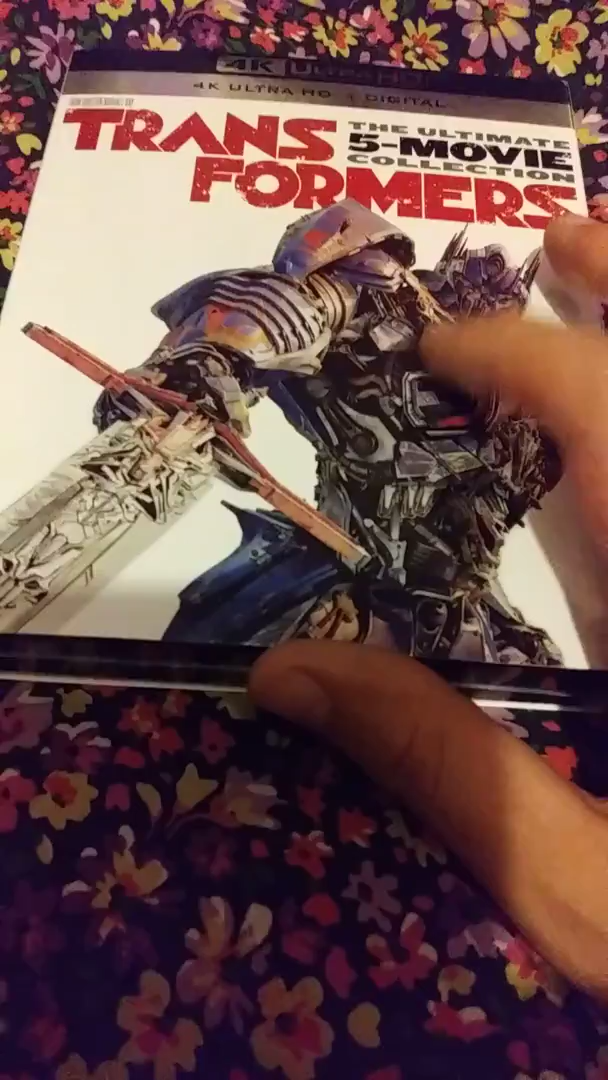 4K ULTRA HD
4K ULTRA HD + DIGITAL
TRANS
FORMERS
THE ULTIMATE
5-MOVIE
COLLECTION